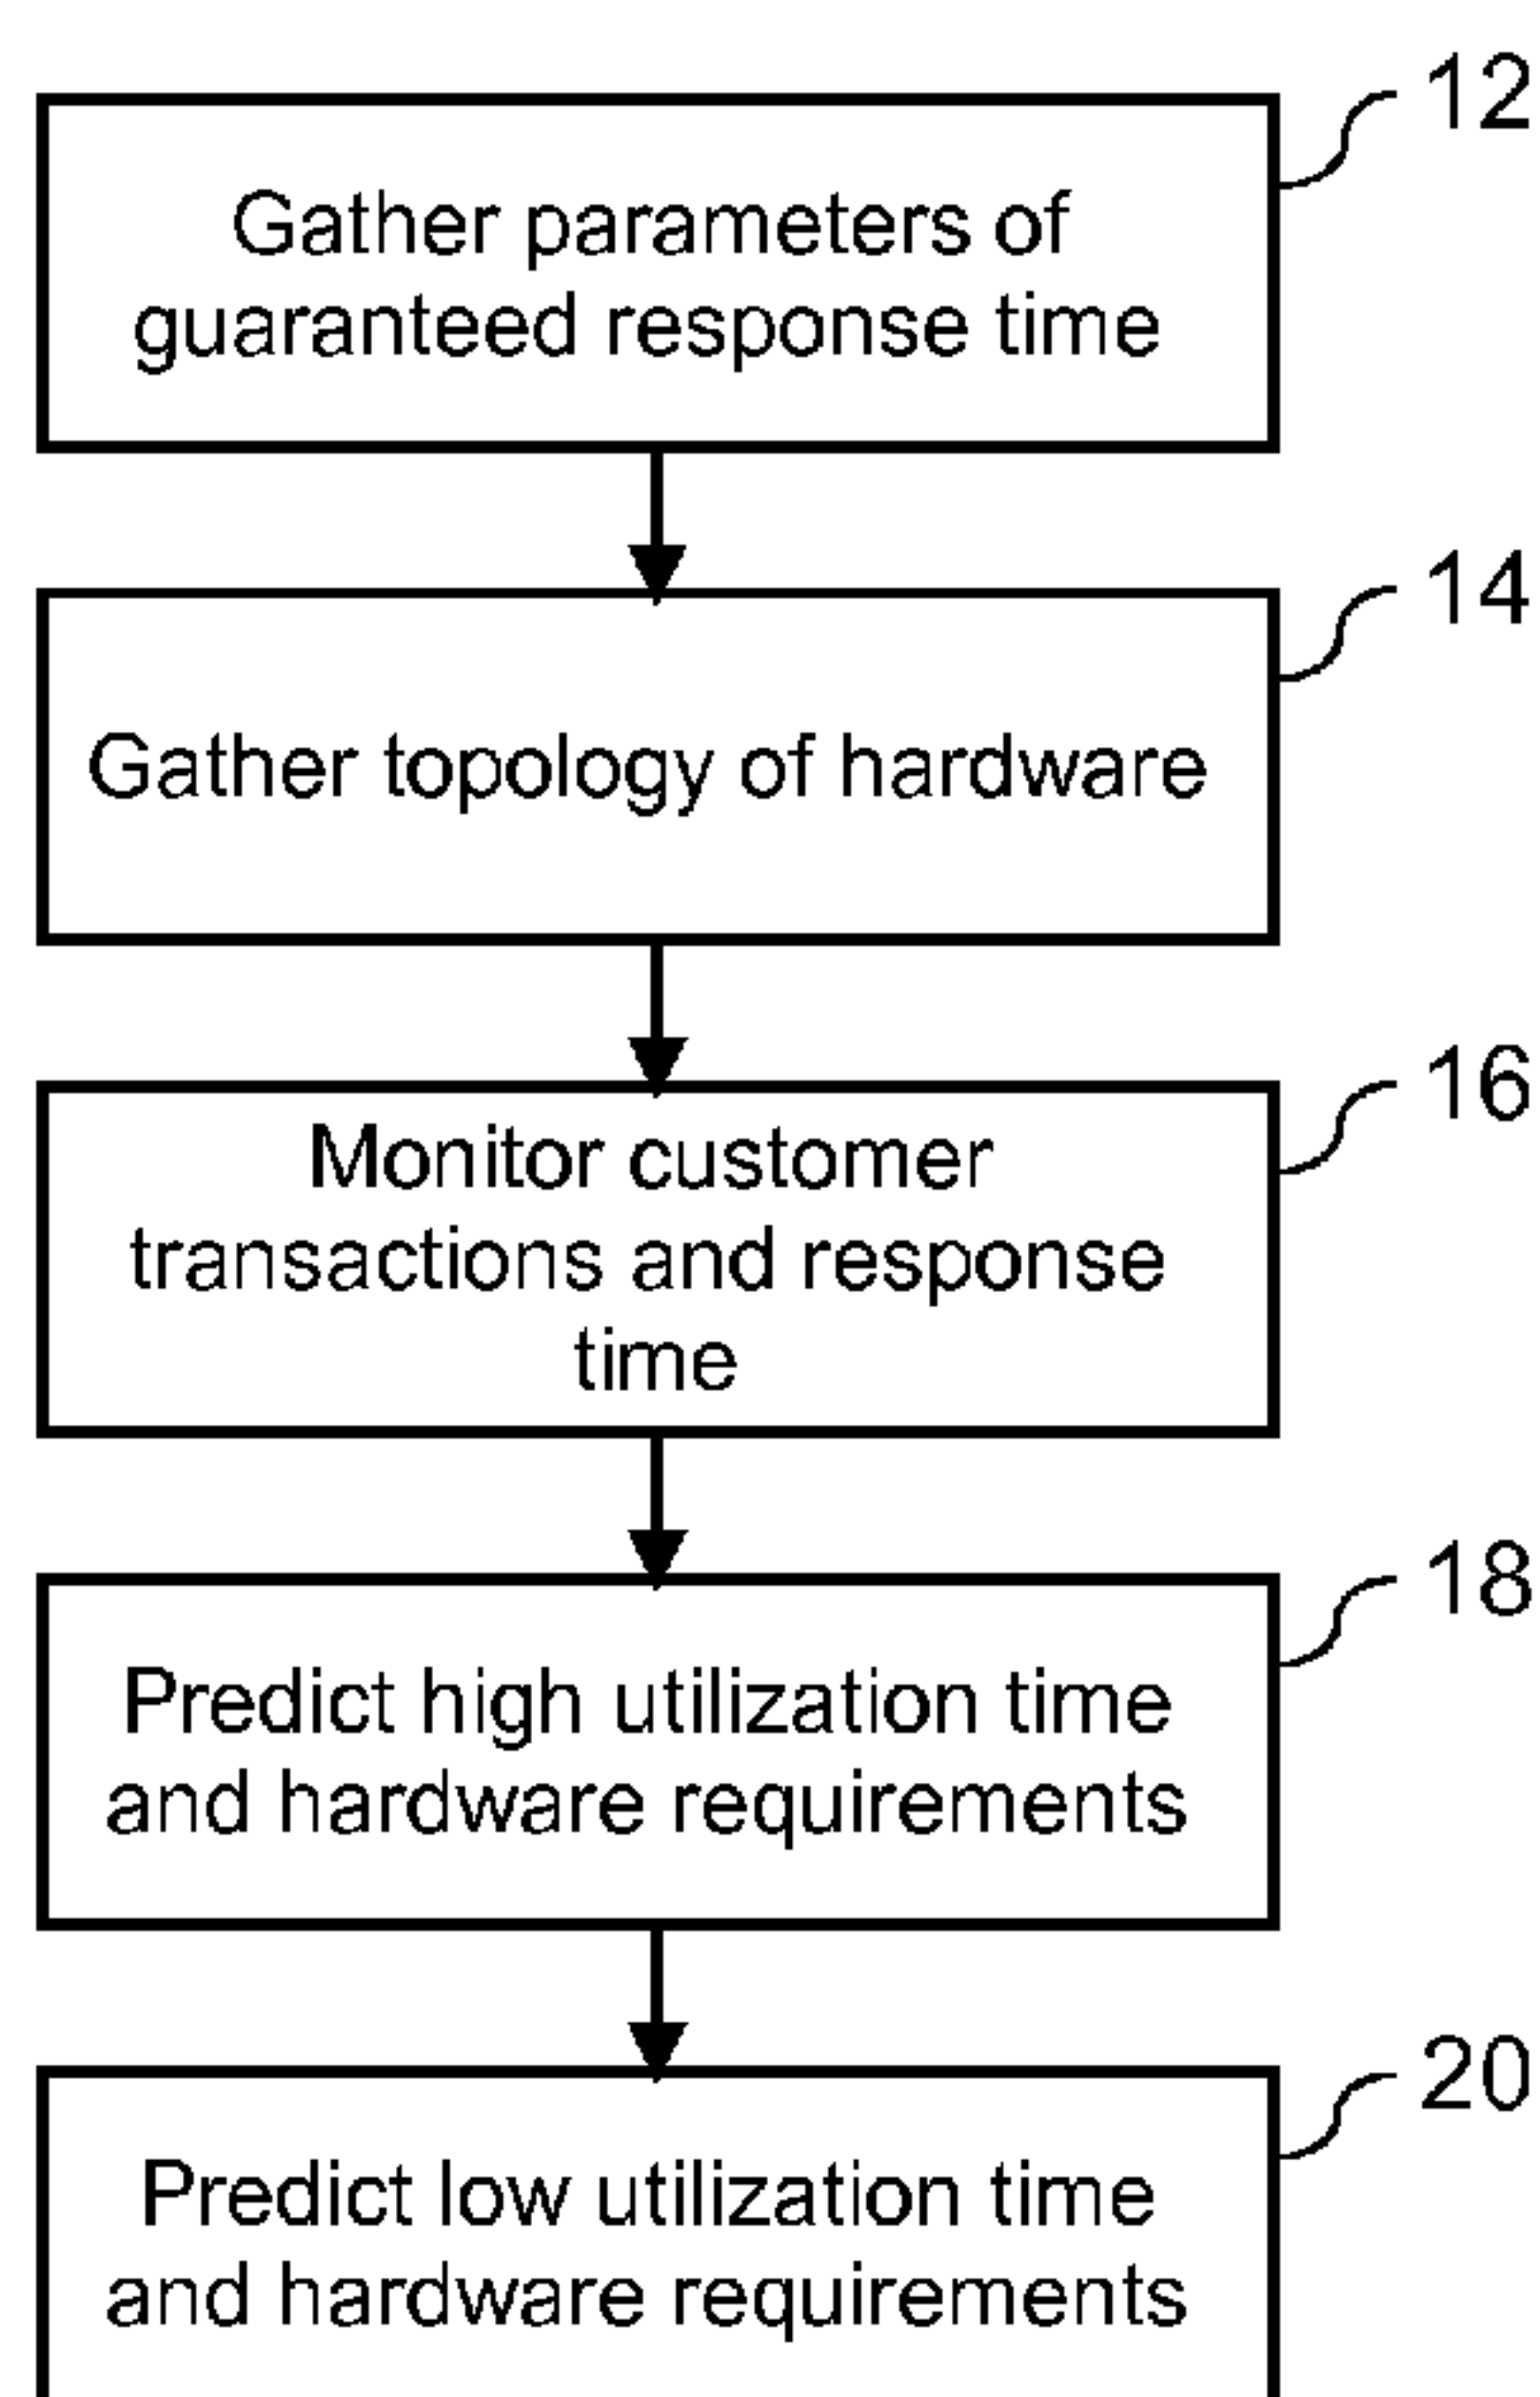 12
Gather parameters of
guaranteed response time
14
Gather topology of hardware
16
Monitor customer
transactions and response
time
18
Predict high utilization time
and hardware requirements
20
Predict low utilization time
and hardware requirements